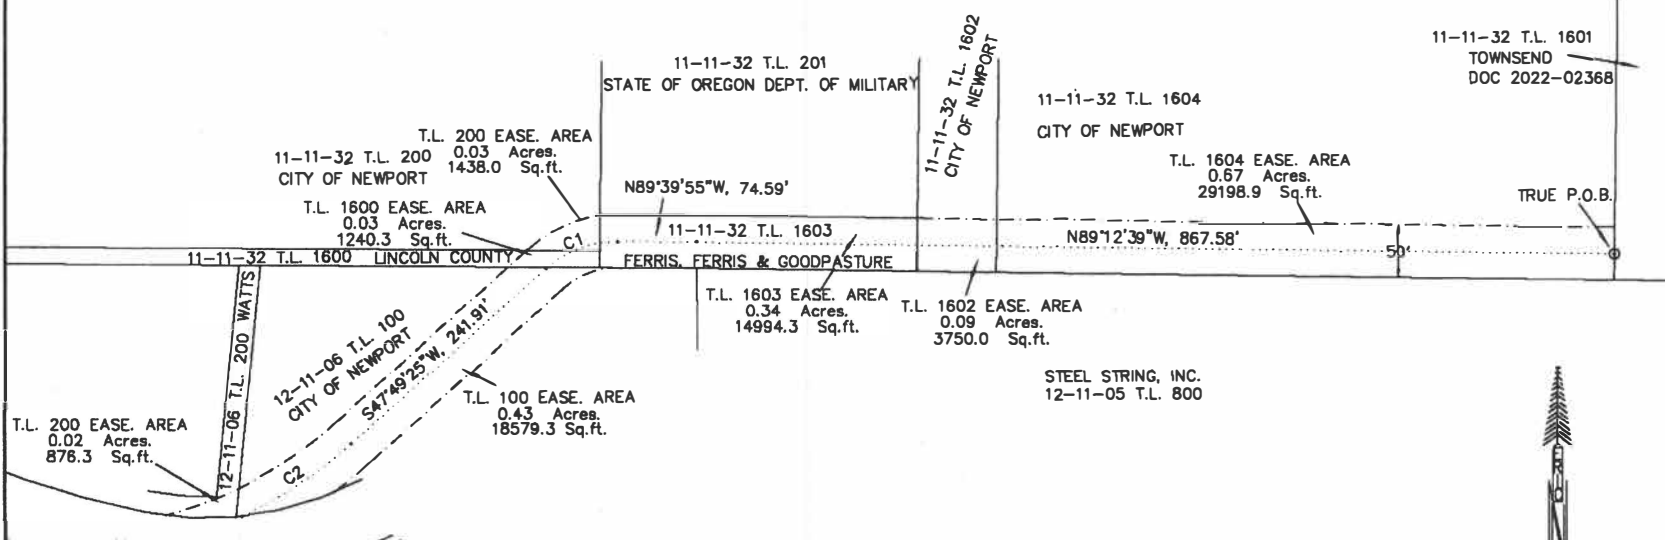 11-11-32 T.L. 1601
TOWNSEND
DOC 2022-02368
11-11-32 T.L. 201
STATE OF OREGON DEPT. OF MILITARY
11-11-32 T.L. 1602
CITY OF NEWPORT
11-11-32 T.L. 1604
CITY OF NEWPORT
T.L. 200 EASE. AREA
0.03 Acres.
1438.0 Sq.ft.
11-11-32 T.L. 200
CITY OF NEWPORT
T.L. 1604 EASE. AREA
0.67 Acres.
29198.9 Sq.ft.
N89°39'55"W, 74.59'
TRUE P.O.B.
T.L. 1600 EASE. AREA
0.03 Acres.
1240.3 Sq.ft.
C1
11-11-32 T.L. 1603
N89°12'39"W, 867.58'
50'
11-11-32 T.L. 1600 LINCOLN COUNTY
FERRIS, FERRIS & GOODPASTURE
T.L. 1603 EASE. AREA
0.34 Acres.
14994.3 Sq.ft.
T.L. 1602 EASE. AREA
0.09 Acres.
3750.0 Sq.ft.
12-11-06 T.L. 200 WATTS
12-11-06 T.L. 100
CITY OF NEWPORT
S47°49'25"W, 241.91'
STEEL STRING, INC.
12-11-05 T.L. 800
T.L. 100 EASE. AREA
0.43 Acres.
18579.3 Sq.ft.
T.L. 200 EASE. AREA
0.02 Acres.
876.3 Sq.ft.
C2